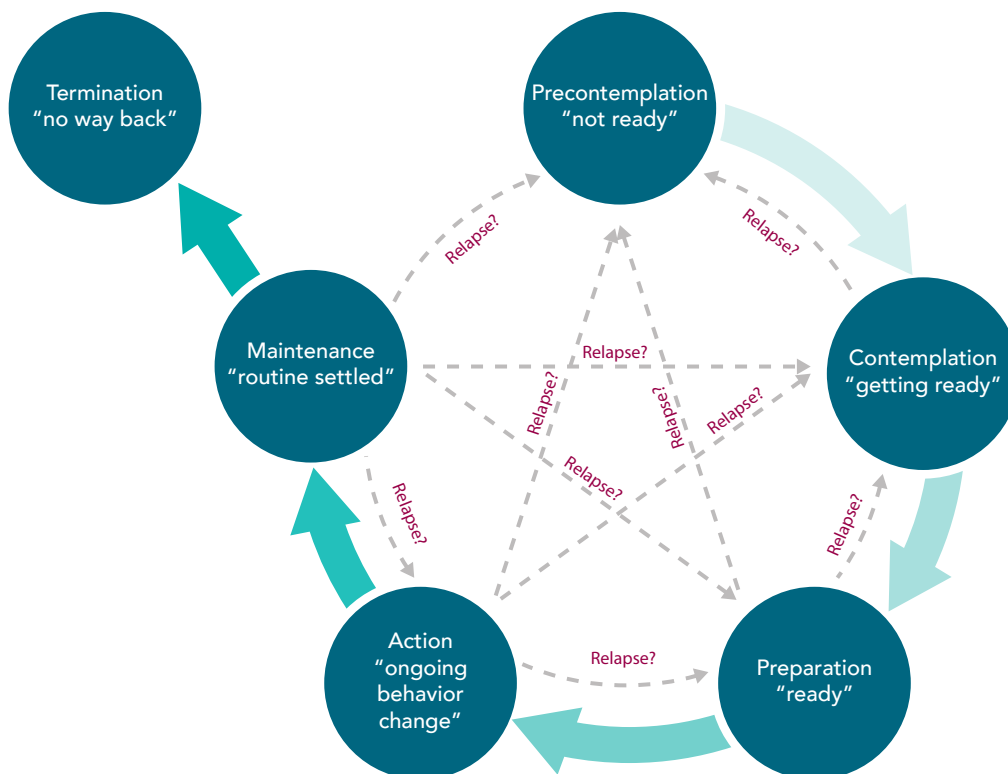 Termination
“no way back”
Precontemplation
“not ready”
Relapse?
Relapse?
Maintenance
“routine settled”
Relapse?
Contemplation
“getting ready”
Relapse?
Relapse?
Relapse?
Relapse?
Relapse?
Relapse?
Action
“ongoing
behavior
change”
Relapse?
Preparation
“ready”